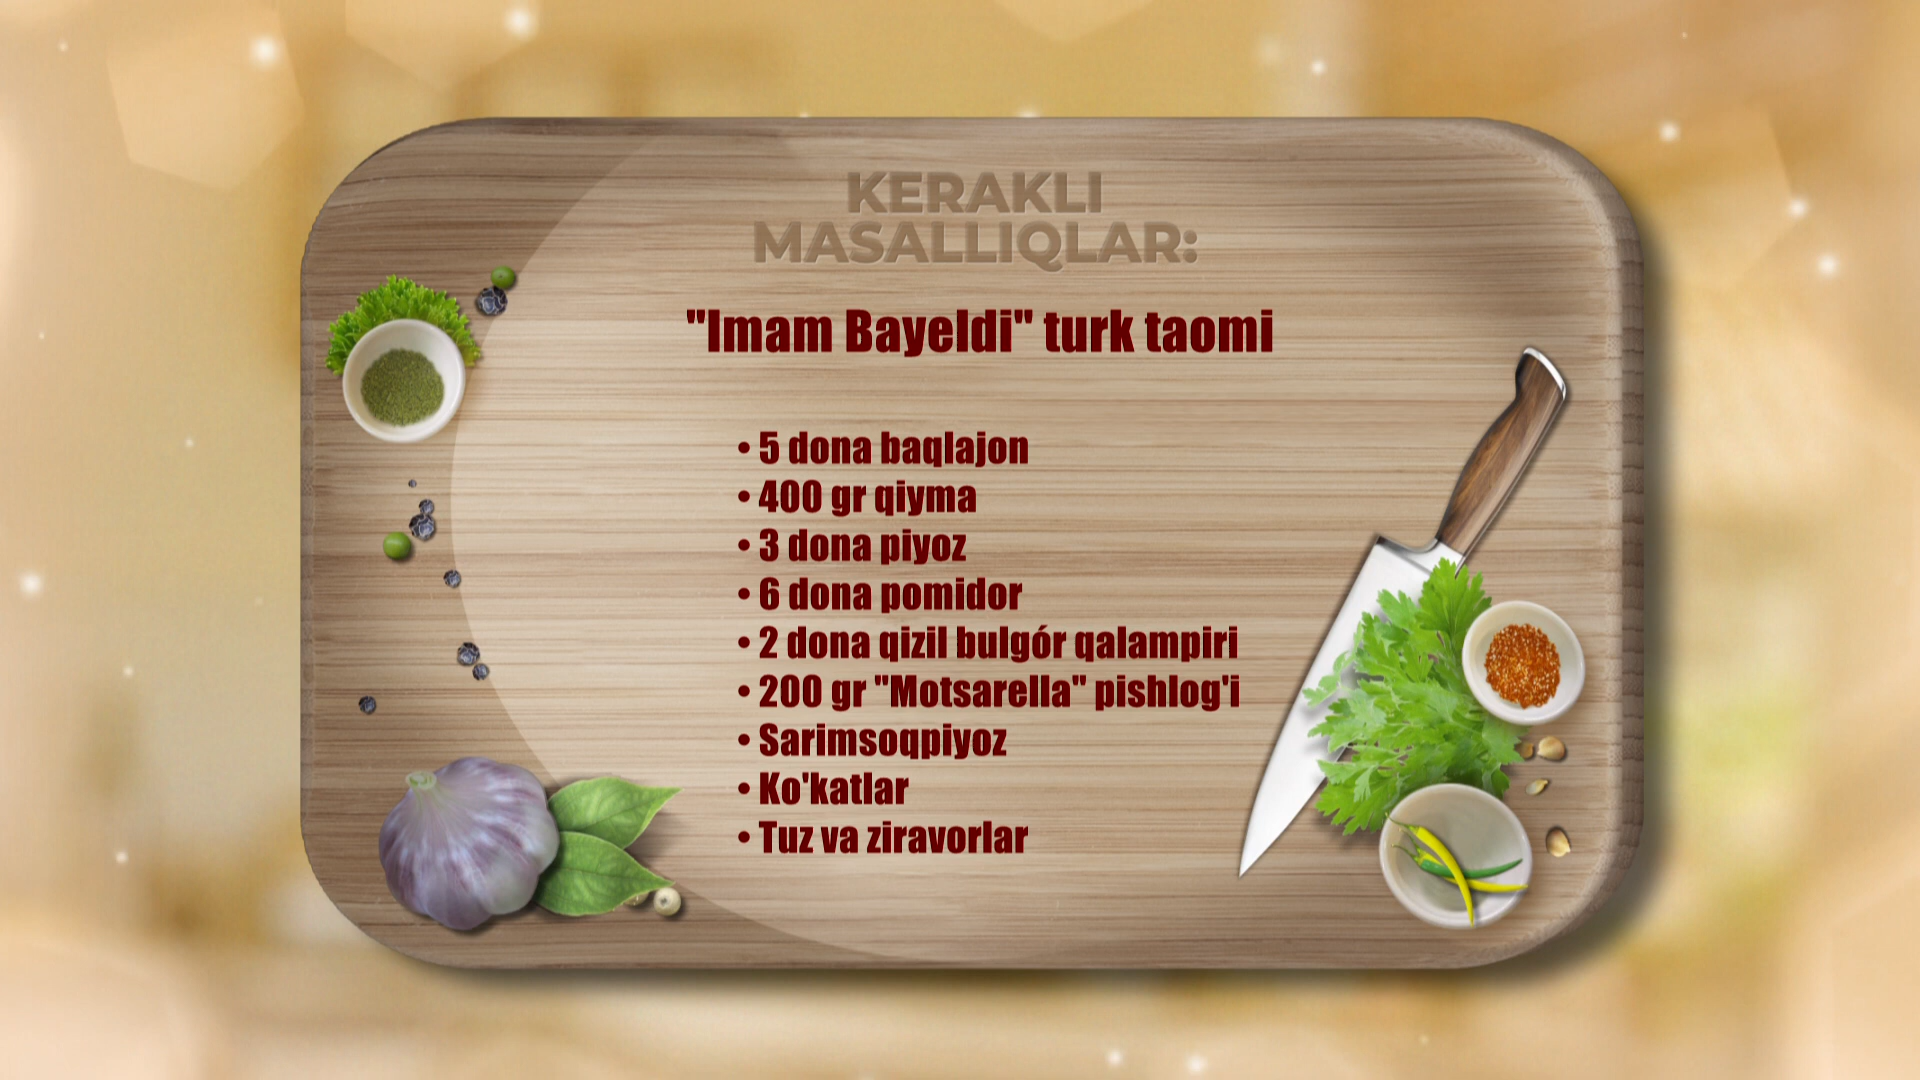 KERAKLI
MASALLIQLAR:
"Imam Bayeldi" turk taomi
• 5 dona baqlajon
• 400 gr qiyma
• 3 dona piyoz
• 6 dona pomidor
• 2 dona qizil bulgór qalampiri
• 200 gr "Motsarella" pishlog'i
• Sarimsoqpiyoz
• Ko'katlar
• Tuz va ziravorlar